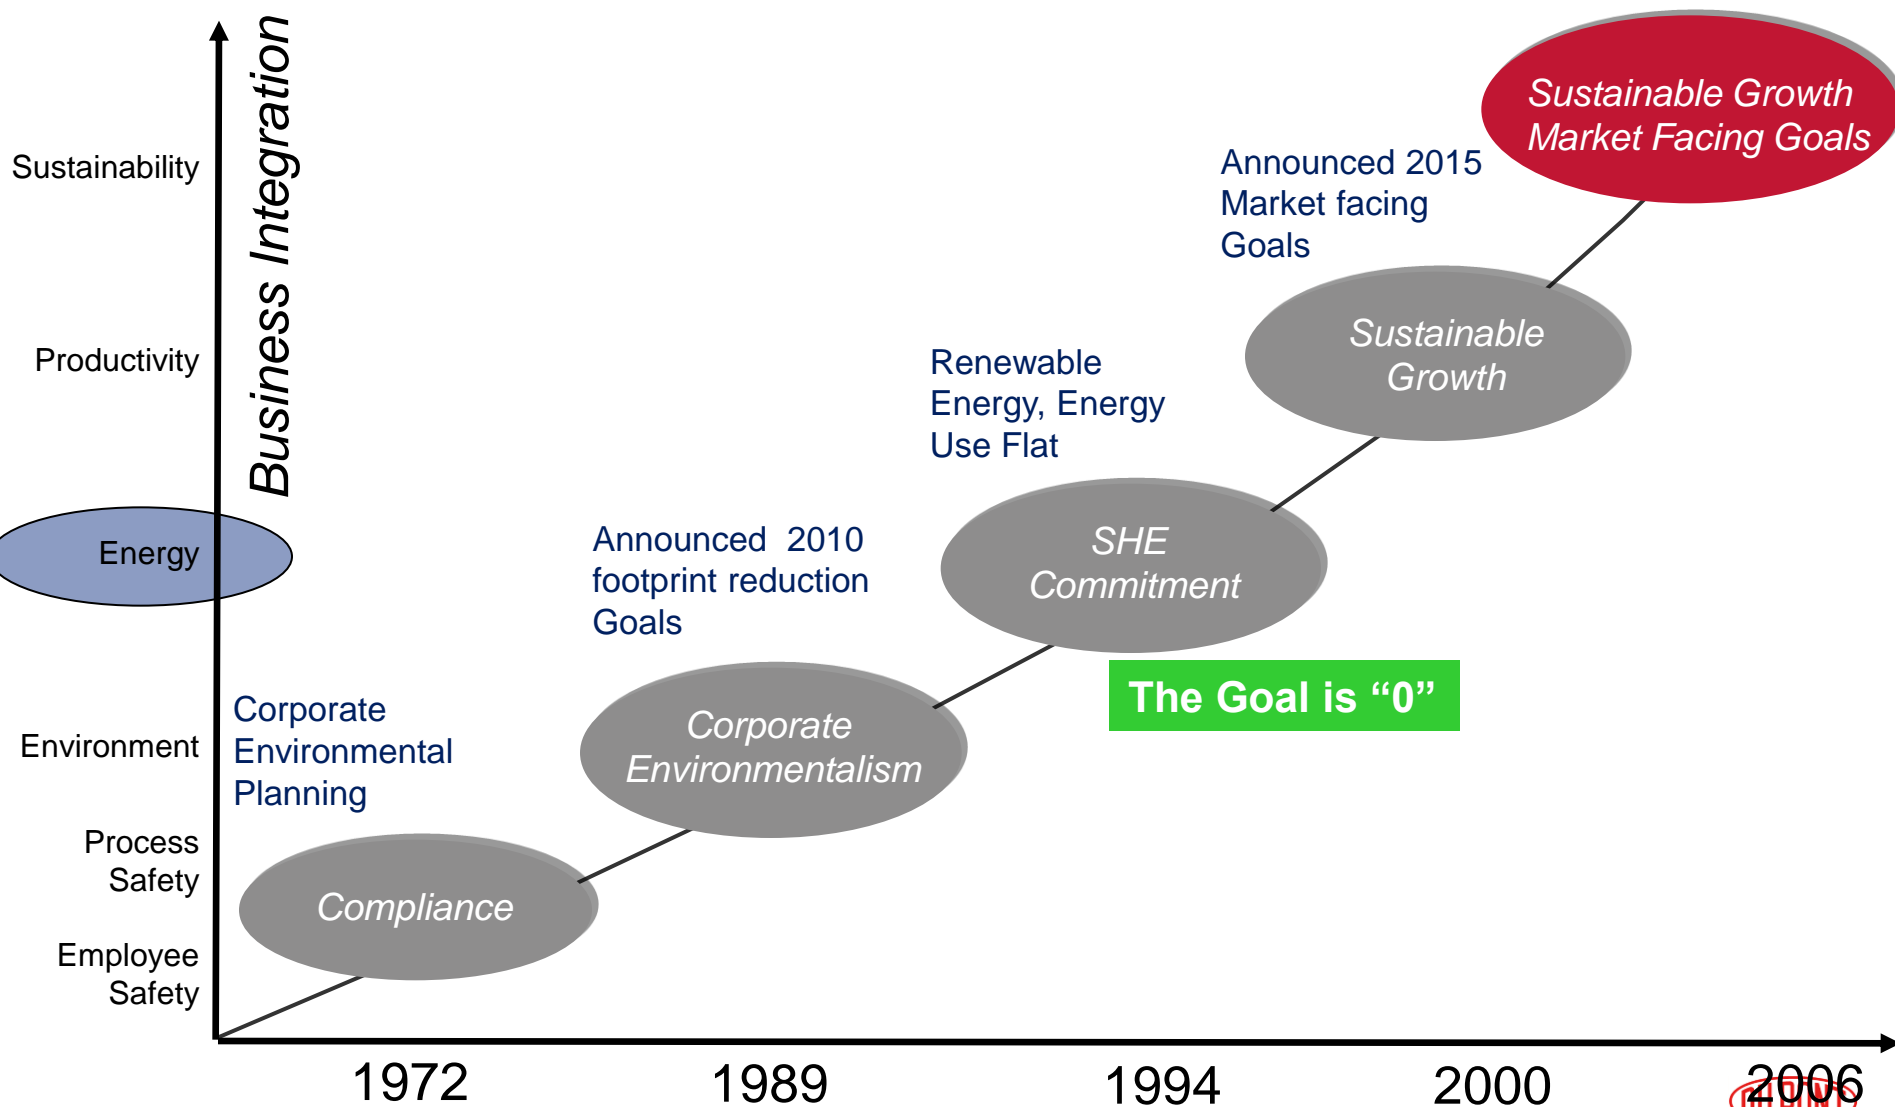 Business Integration
Sustainability
Productivity
Energy
Environment
Process
Safety
Employee
Safety
Sustainable Growth
Market Facing Goals
Announced 2015
Market facing
Goals
Sustainable
Growth
Renewable
Energy, Energy
Use Flat
SHE
Commitment
The Goal is “0”
Announced 2010
footprint reduction
Goals
Corporate
Environmentalism
Corporate
Environmental
Planning
Compliance
1972
1989
1994
2000
2006